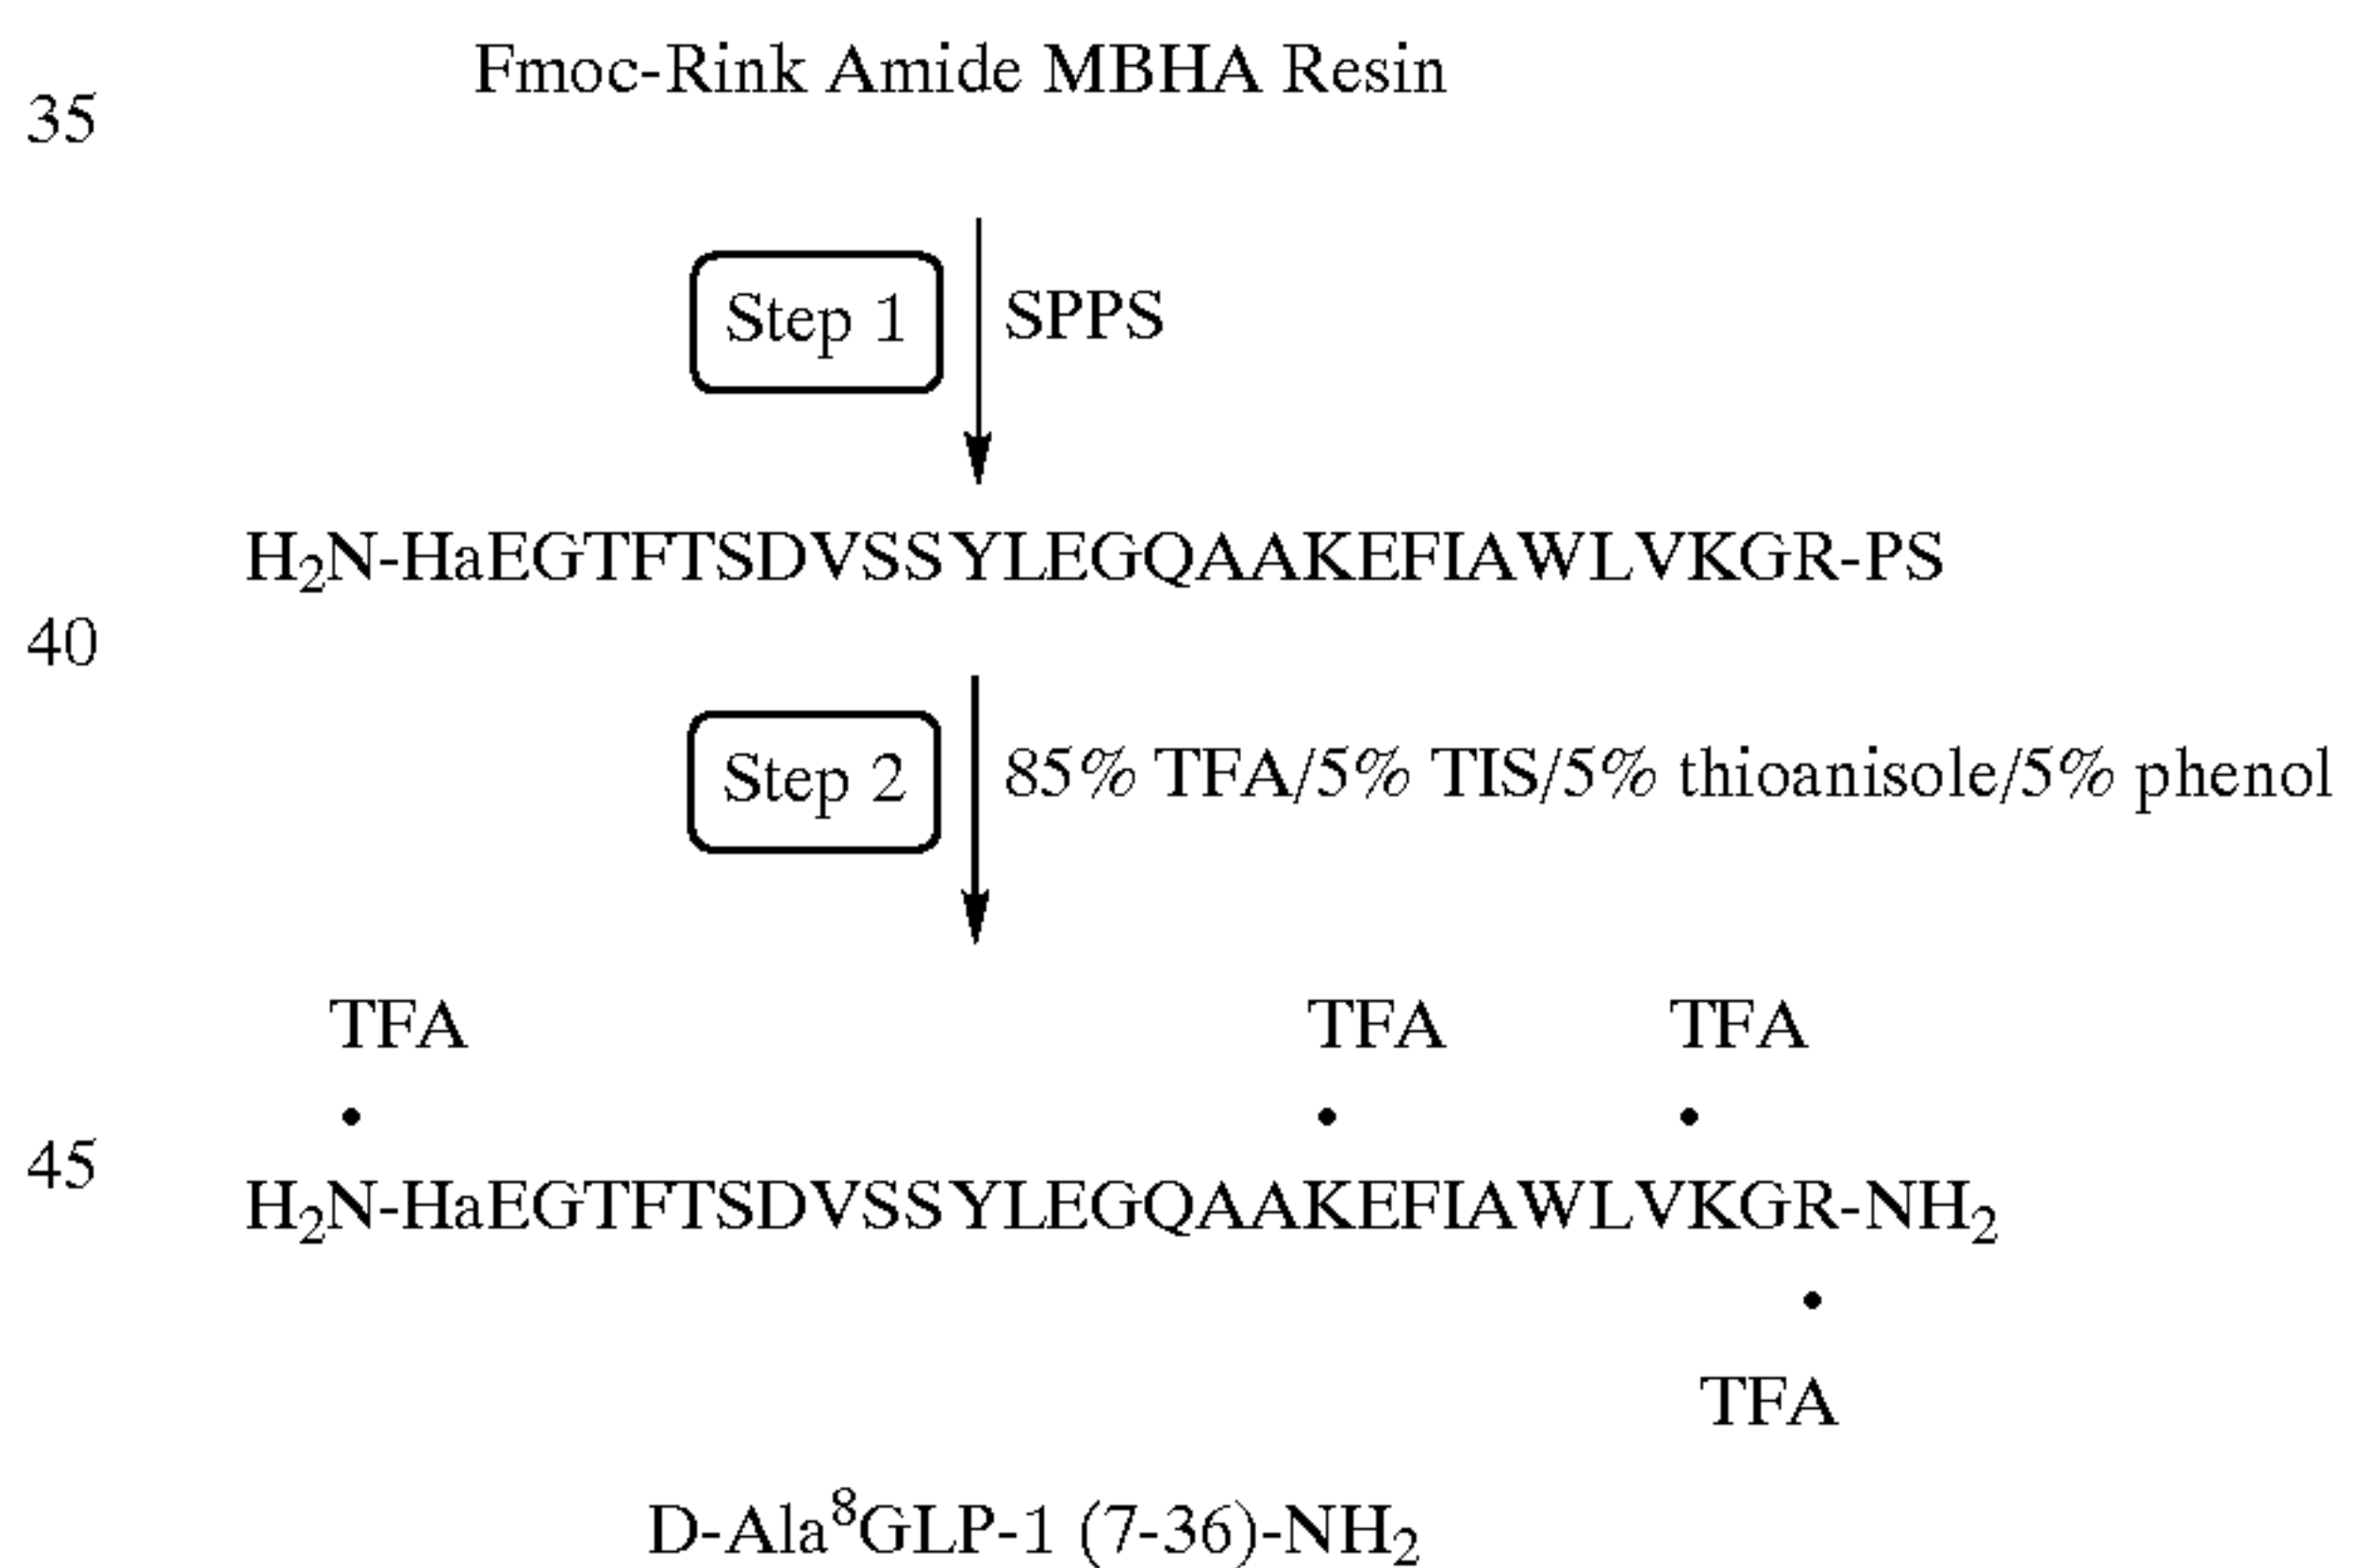 Fmoc-Rink Amide MBHA Resin
35
Step 1
SPPS
H₂N-HaEGTFTSDVSSYLEGQAAKEFIAWLVKGR-PS
40
Step 2
85% TFA/5% TIS/5% thioanisole/5% phenol
TFA TFA TFA
• • •
45
H₂N-HaEGTFTSDVSSYLEGQAAKEFIAWLVKGR-NH₂
•
TFA
D-Ala⁸GLP-1 (7-36)-NH₂